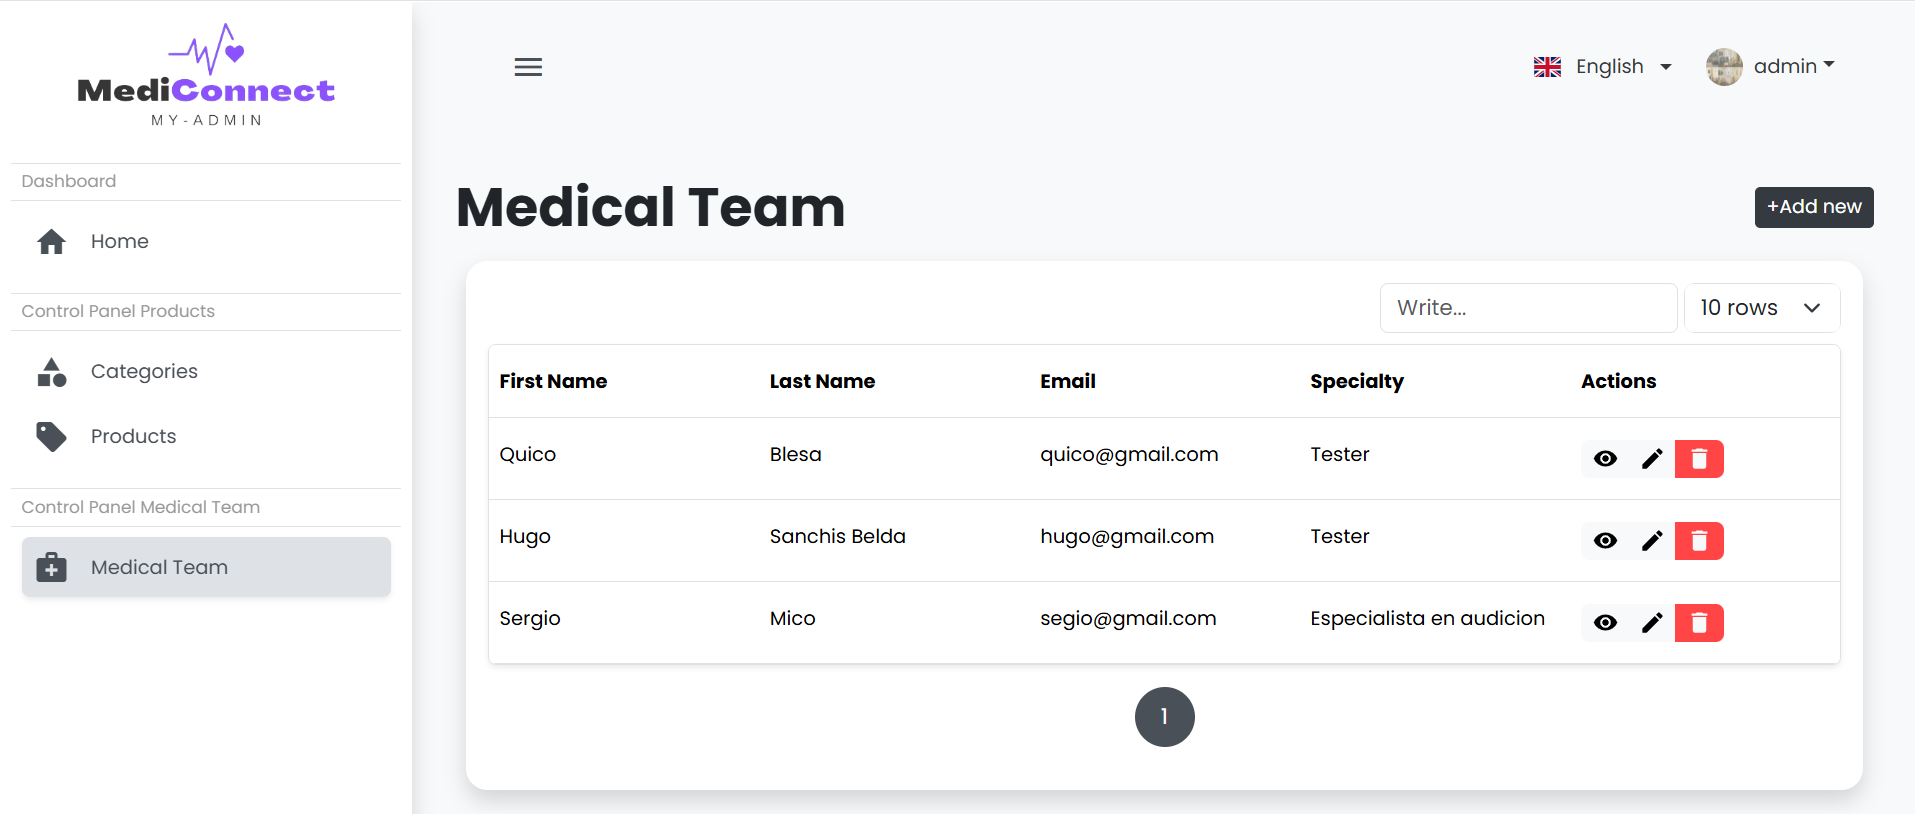 MediConnect
MY-ADMIN
English
admin
Dashboard
Home
Control Panel Products
Categories
Products
Control Panel Medical Team
Medical Team
Medical Team
+Add new
Write...
10 rows
First Name Last Name Email Specialty Actions
Quico Blesa quico@gmail.com Tester
Hugo Sanchis Belda hugo@gmail.com Tester
Sergio Mico segio@gmail.com Especialista en audicion
1